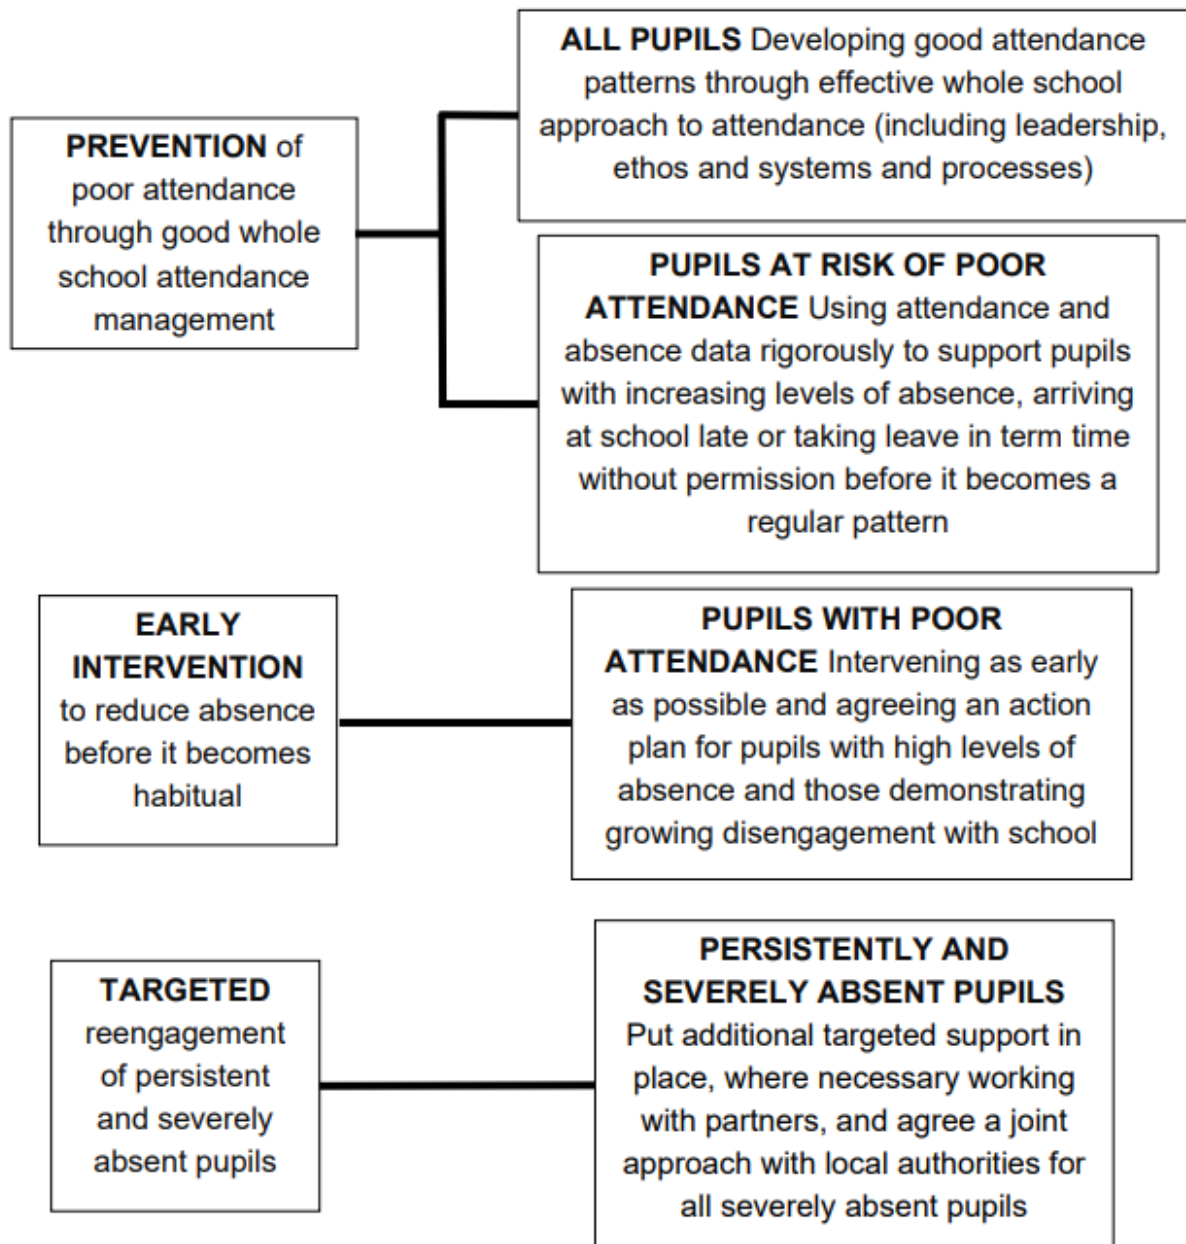 PREVENTION of
poor attendance
through good whole
school attendance
management
ALL PUPILS Developing good attendance
patterns through effective whole school
approach to attendance (including leadership,
ethos and systems and processes)
PUPILS AT RISK OF POOR
ATTENDANCE Using attendance and
absence data rigorously to support pupils
with increasing levels of absence, arriving
at school late or taking leave in term time
without permission before it becomes a
regular pattern
EARLY
INTERVENTION
to reduce absence
before it becomes
habitual
PUPILS WITH POOR
ATTENDANCE Intervening as early
as possible and agreeing an action
plan for pupils with high levels of
absence and those demonstrating
growing disengagement with school
TARGETED
reengagement
of persistent
and severely
absent pupils
PERSISTENTLY AND
SEVERELY ABSENT PUPILS
Put additional targeted support in
place, where necessary working
with partners, and agree a joint
approach with local authorities for
all severely absent pupils